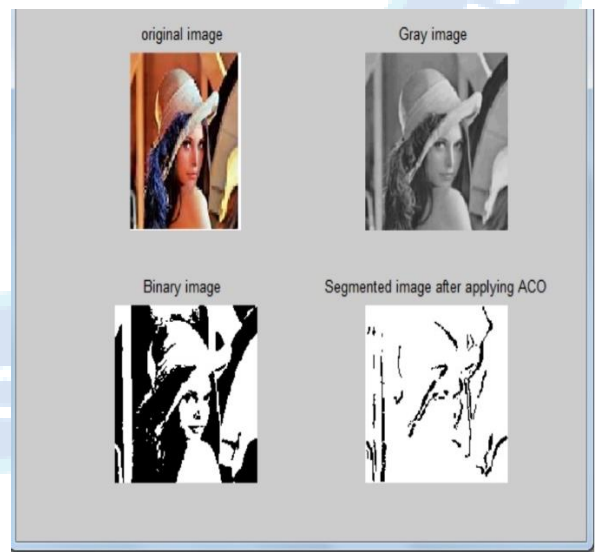 original image
Gray image
Binary image
Segmented image after applying ACO